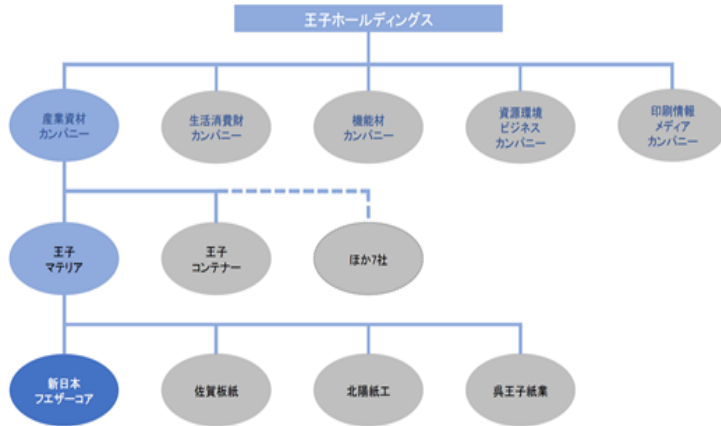 王子ホールディングス
産業資材
カンパニー
生活消費財
カンパニー
機能材
カンパニー
資源環境
ビジネス
カンパニー
印刷情報
メディア
カンパニー
王子
マテリア
王子
コンテナー
ほか7社
新日本
フエザーコア
佐賀板紙
北陽紙工
呉王子紙業